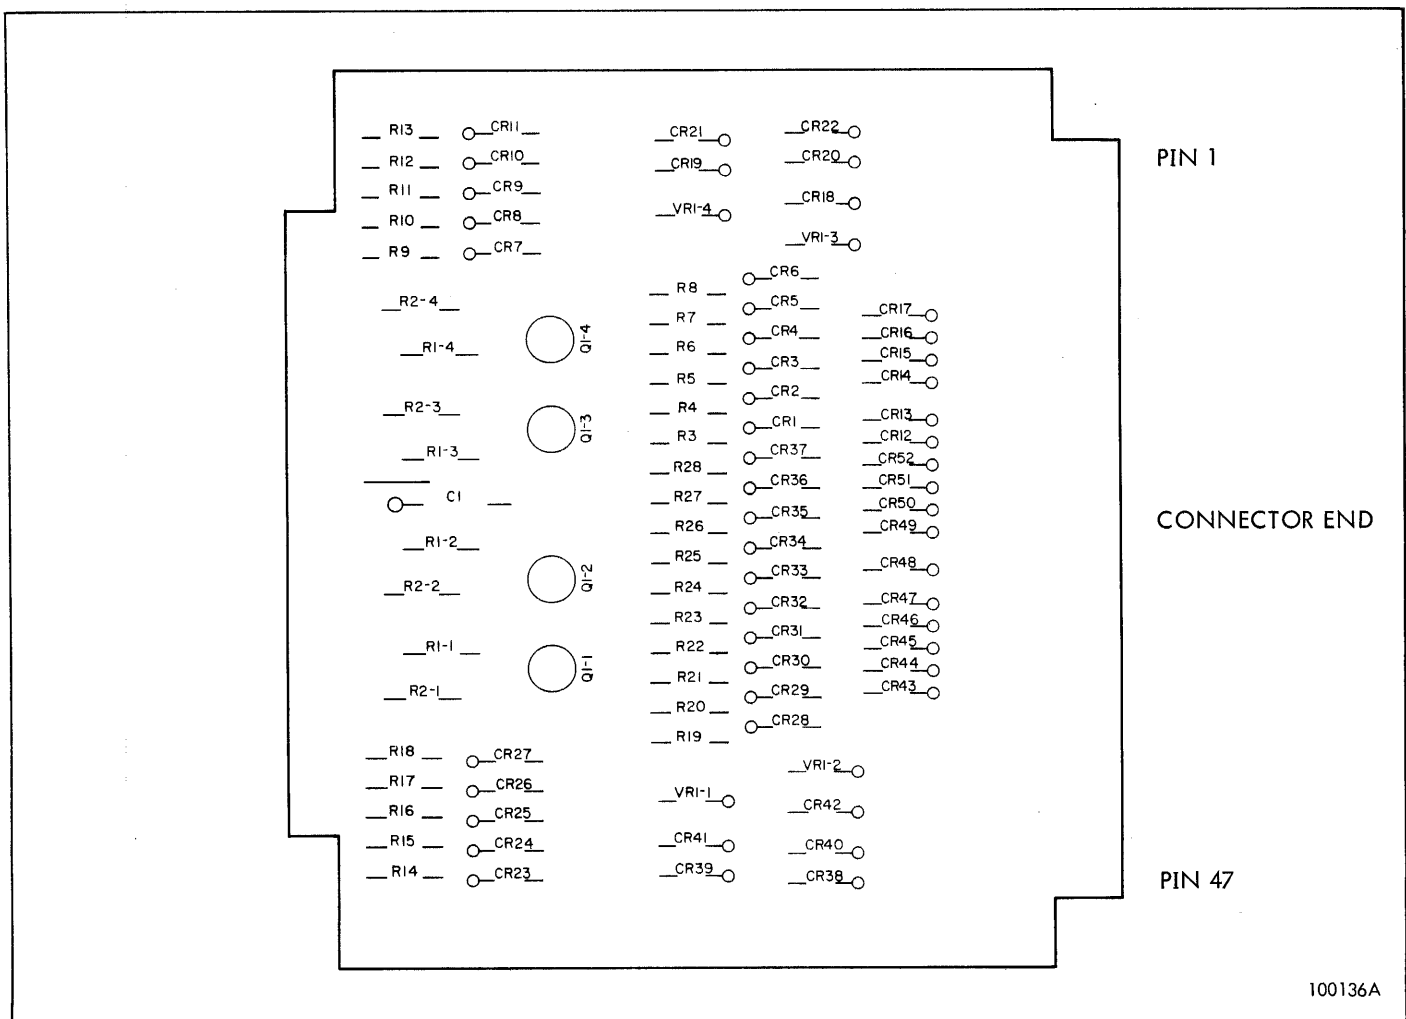 R13 CR11 CR21 CR22
PIN 1
R12 CR10 CR19 CR20
R11 CR9 CR18
R10 CR8 VR1-4
R9 CR7 VR1-3
CR6
R8
R2-4 CR5 CR17
R7
Q1-4
CR4 CR16
R1-4 R6 CR15
CR3 CR14
R5
CR2
R2-3 R4 CR13
Q1-3
CR1
R3 CR12
R1-3 CR37 CR52
R28
CR36 CR51
C1 R27 CR50
CR35
CONNECTOR END
R26 CR49
R1-2 CR34
R25 CR48
Q1-2
CR33
R2-2 R24
CR32 CR47
R23 CR46
CR31
R1-1 R22 CR45
CR30 CR44
Q1-1
R21 CR43
R2-1 CR29
R20
CR28
R19
R18 CR27
VR1-2
R17 CR26
VR1-1
R16 CR25 CR42
R15 CR24 CR41 CR40
R14 CR23 CR39 CR38
PIN 47
100136A